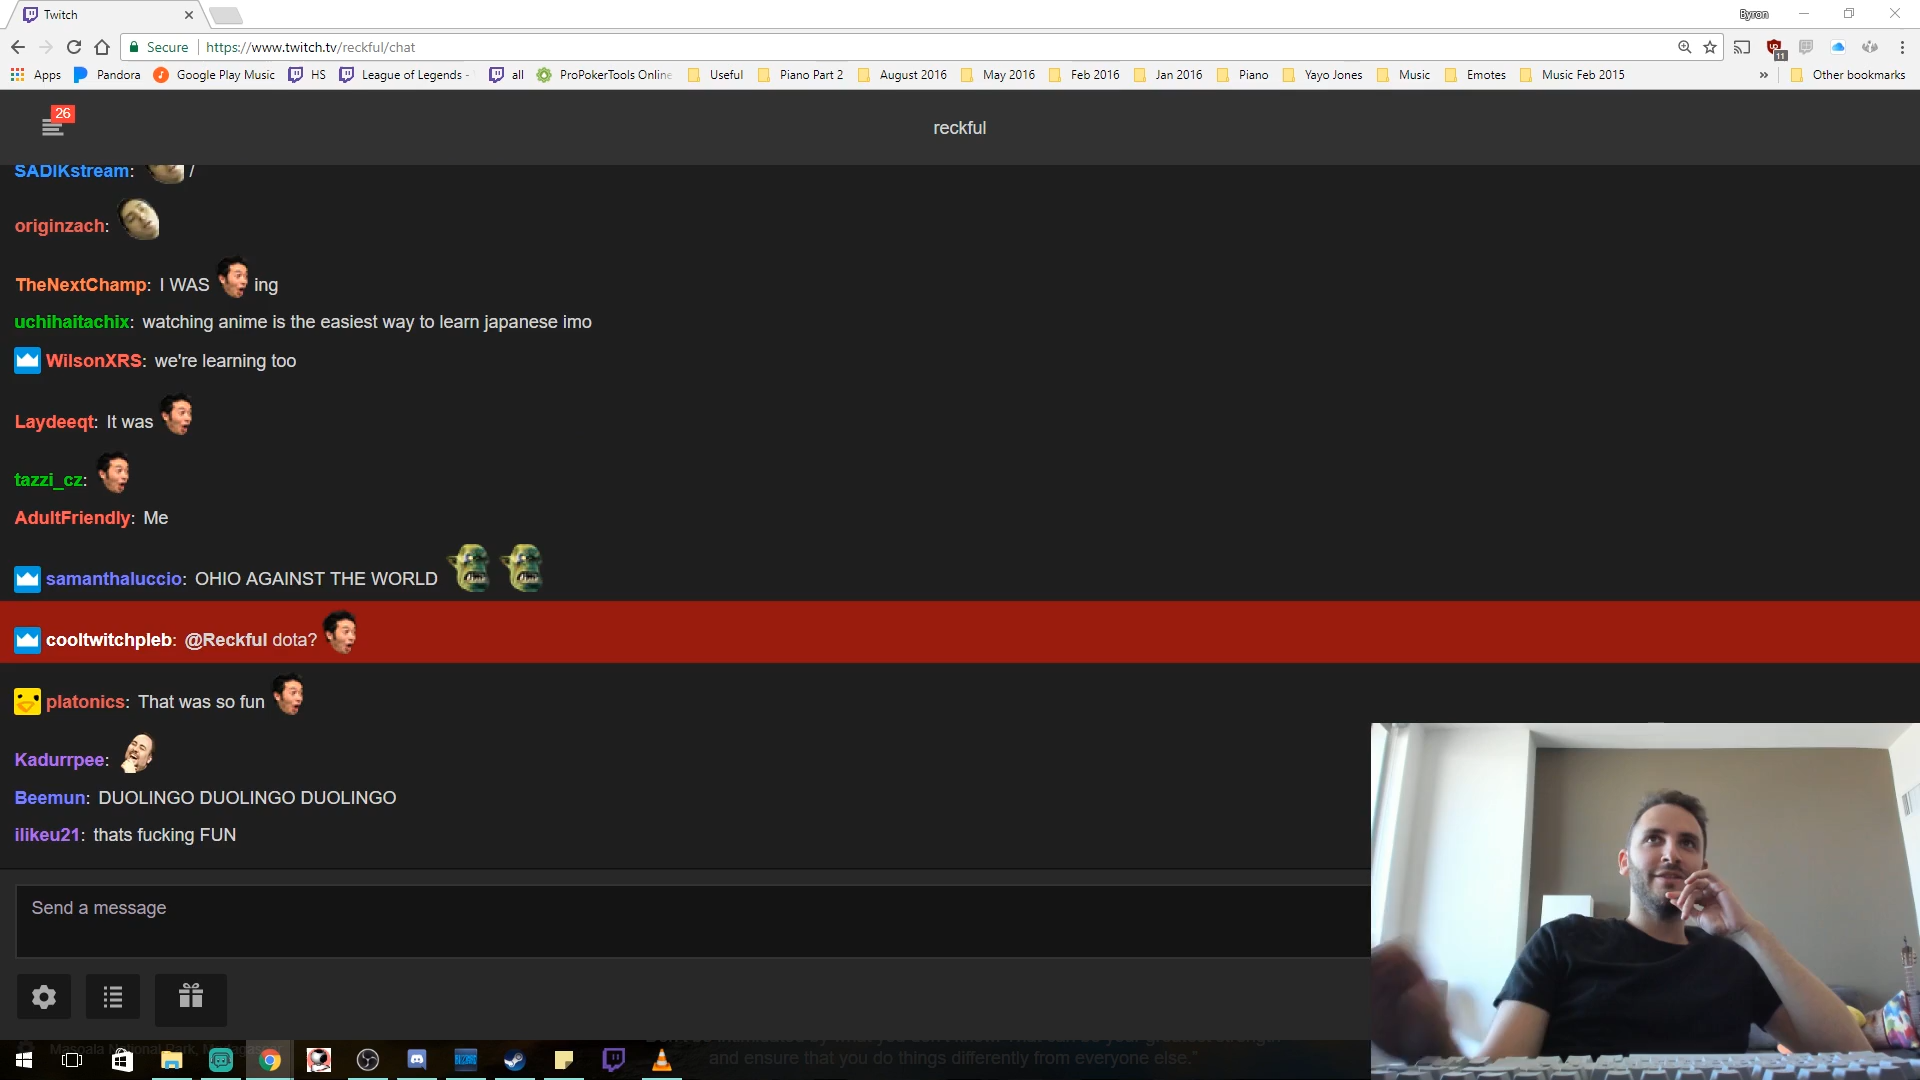 Twitch
Byron
Secure https://www.twitch.tv/reckful/chat
11
Apps Pandora Google Play Music HS League of Legends - all ProPokerTools Online Useful Piano Part 2 August 2016 May 2016 Feb 2016 Jan 2016 Piano Yayo Jones Music Emotes Music Feb 2015 » Other bookmarks
26
reckful
SADIKstream: /
originzach:
TheNextChamp: I WAS ing
uchihaitachix: watching anime is the easiest way to learn japanese imo
WilsonXRS: we're learning too
Laydeeqt: It was
tazzi_cz:
AdultFriendly: Me
samanthaluccio: OHIO AGAINST THE WORLD
cooltwitchpleb: @Reckful dota?
platonics: That was so fun
Kadurrpee:
Beemun: DUOLINGO DUOLINGO DUOLINGO
ilikeu21: thats fucking FUN
Send a message
Masoala National Park,
and ensure that you do things differently from everyone else."